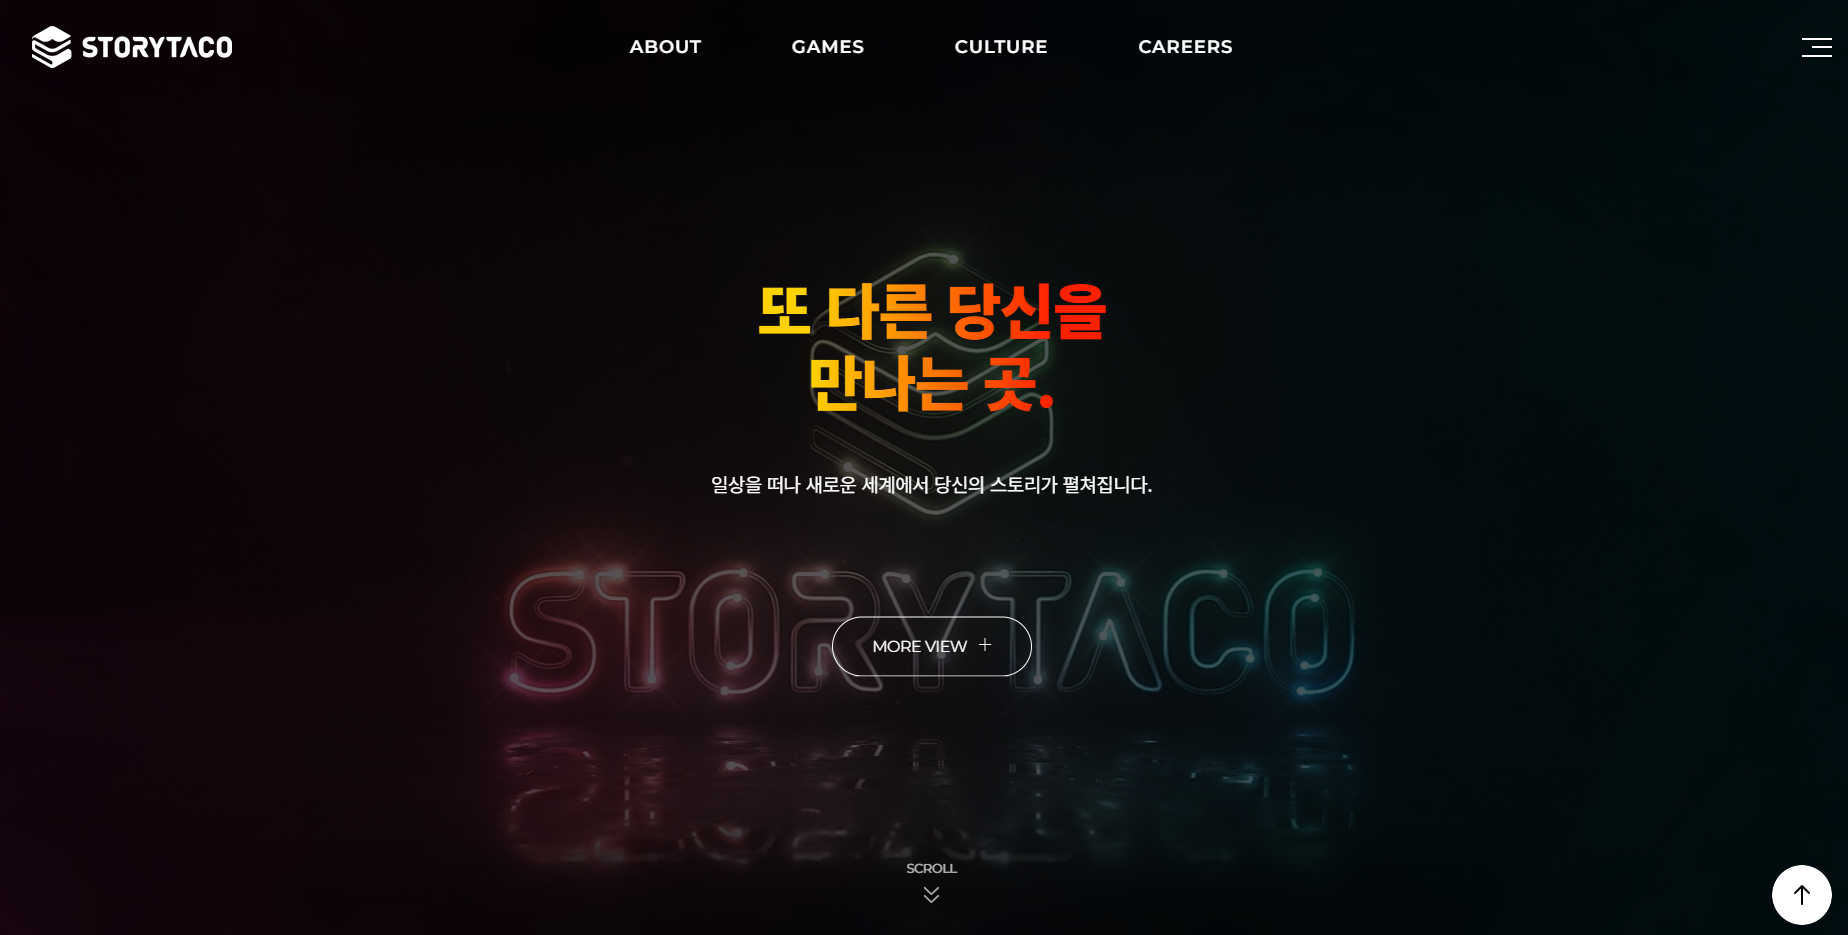 STORYTACO
ABOUT
GAMES
CULTURE
CAREERS
또 다른 당신을
만나는 곳.
일상을 떠나 새로운 세계에서 당신의 스토리가 펼쳐집니다.
STORYTACO
MORE VIEW +
SCROLL